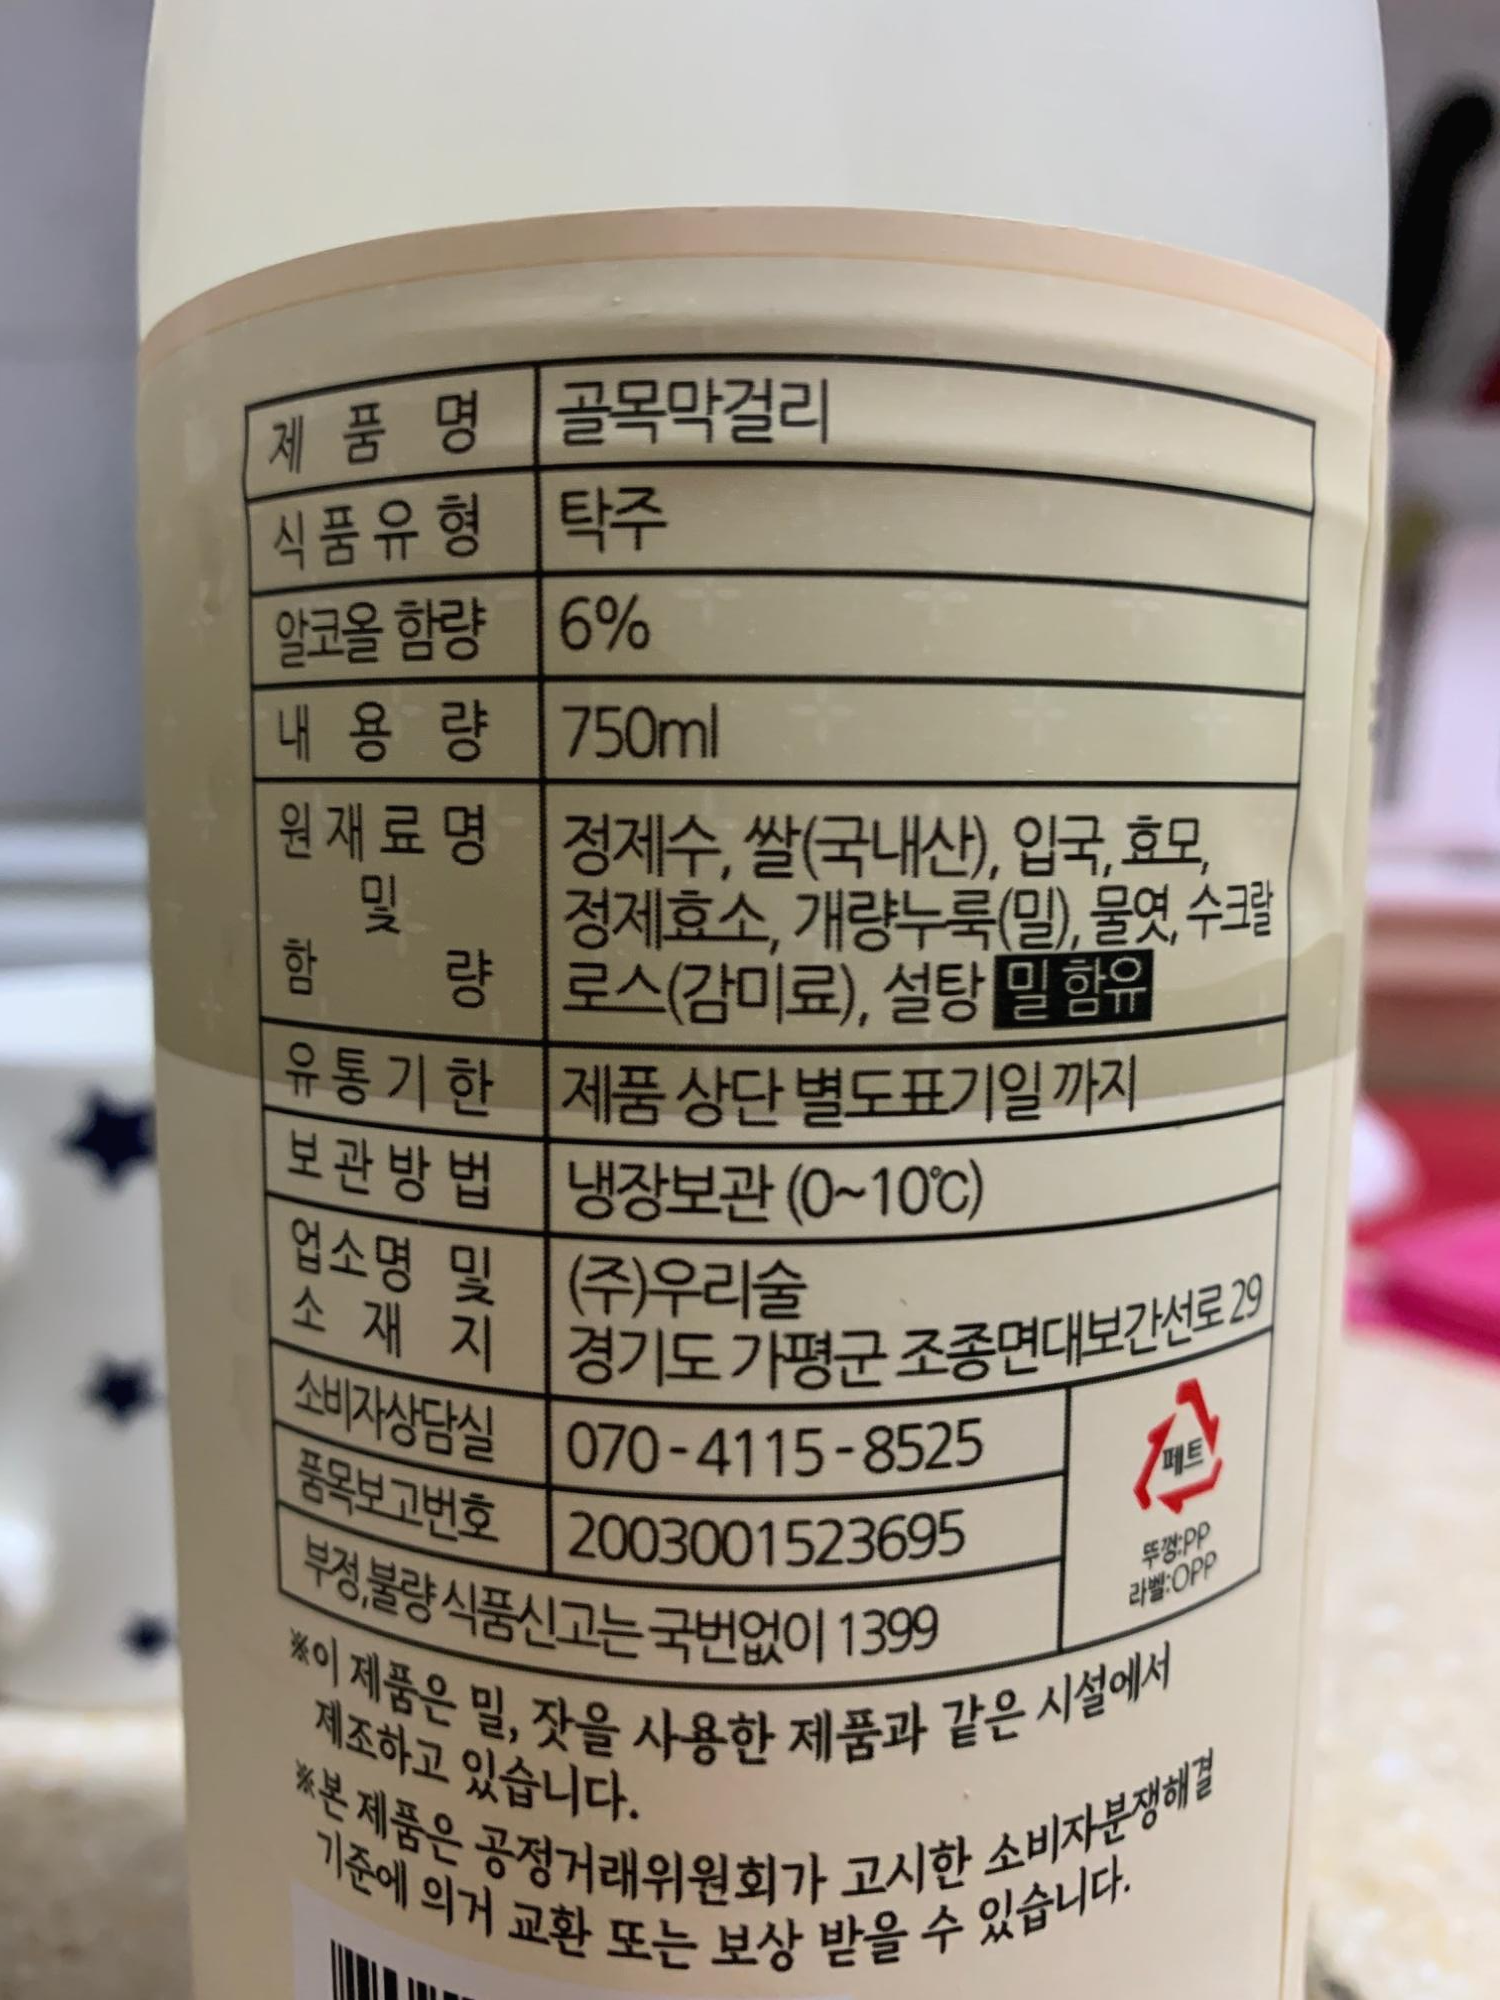 제품명 골목막걸리
식품유형 탁주
알코올 함량 6%
내용량 750ml
원재료명 및 함량 정제수, 쌀(국내산), 입국, 효모,
정제효소, 개량누룩(밀), 물엿, 수크랄
로스(감미료), 설탕 밀 함유
유통기한 제품 상단 별도표기일 까지
보관방법 냉장보관 (0~10℃)
업소명 및 소재지 (주)우리술
경기도 가평군 조종면대보간선로 29
소비자상담실 070-4115-8525
품목보고번호 2003001523695
부정,불량 식품신고는 국번없이 1399
페트
뚜껑:PP
라벨:OPP
※이 제품은 밀, 잣을 사용한 제품과 같은 시설에서
제조하고 있습니다.
※본 제품은 공정거래위원회가 고시한 소비자분쟁해결
기준에 의거 교환 또는 보상 받을 수 있습니다.